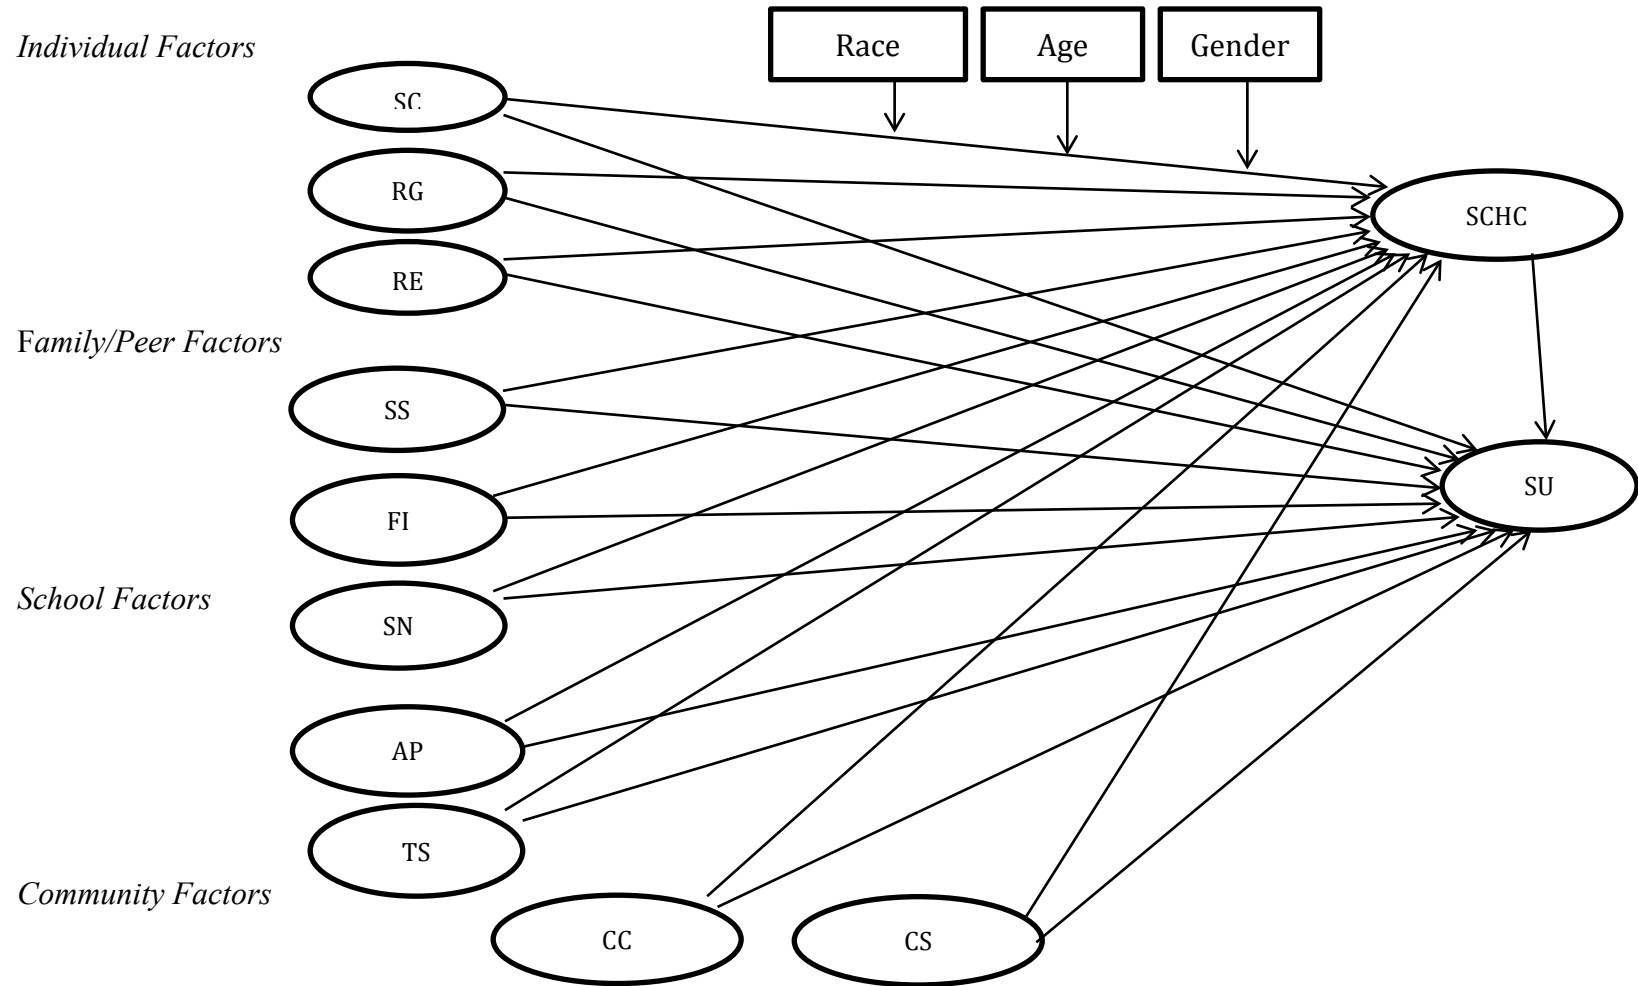 Individual Factors
Race
Age
Gender
SC
RG
SCHC
RE
Family/Peer Factors
SS
SU
FI
School Factors
SN
AP
TS
Community Factors
CC
CS